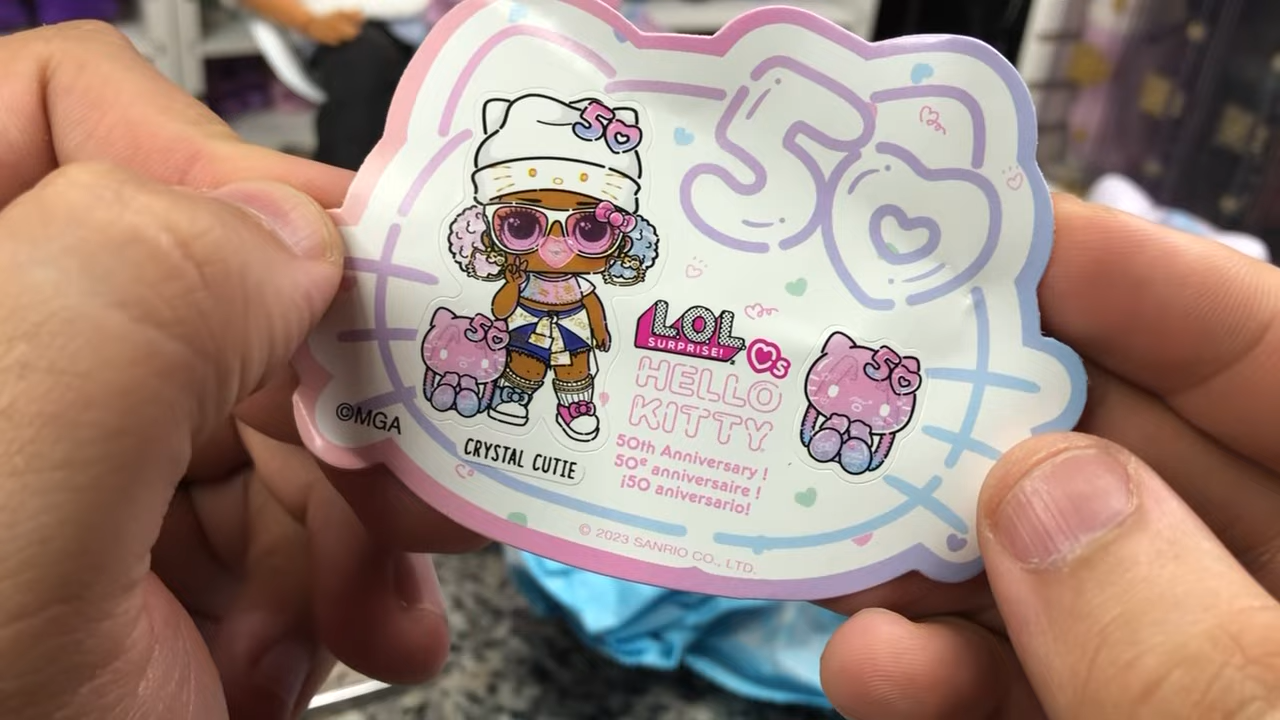 50
50
LOL
SURPRISE!
HELLO
KITTY
50
50
50th Anniversary !
50e anniversaire !
¡50 aniversario!
©MGA
CRYSTAL CUTIE
© 2023 SANRIO CO., LTD.